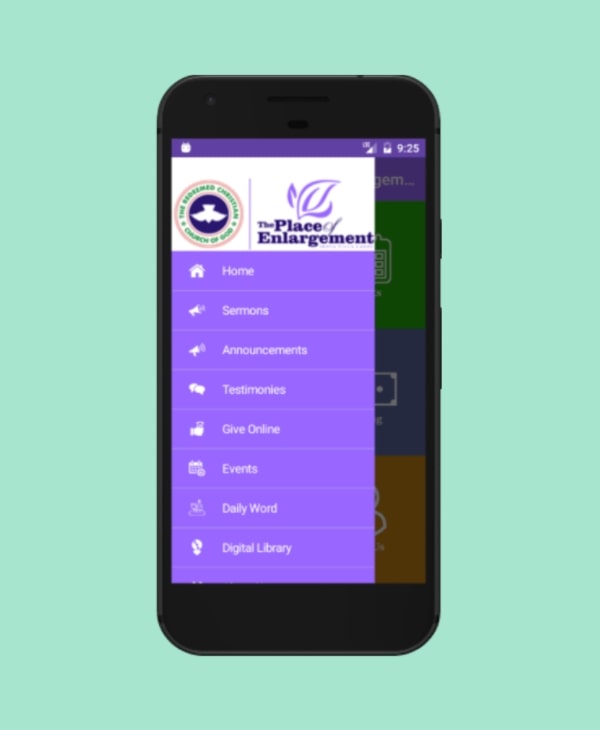 9:25
gem...
THE REDEEMED CHRISTIAN
CHURCH OF GOD
The Place of
Enlargement
Home
Sermons
Announcements
Testimonies
Give Online
Events
Daily Word
Digital Library